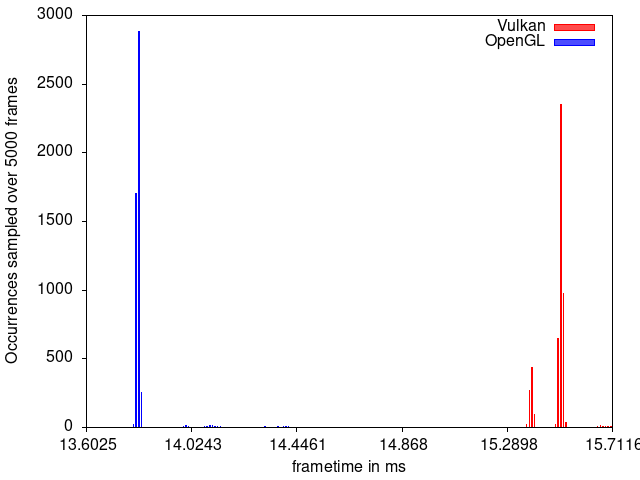 3000
Vulkan
OpenGL
2500
2000
1500
1000
500
0
Occurrences sampled over 5000 frames
13.6025 14.0243 14.4461 14.868 15.2898 15.7116
frametime in ms